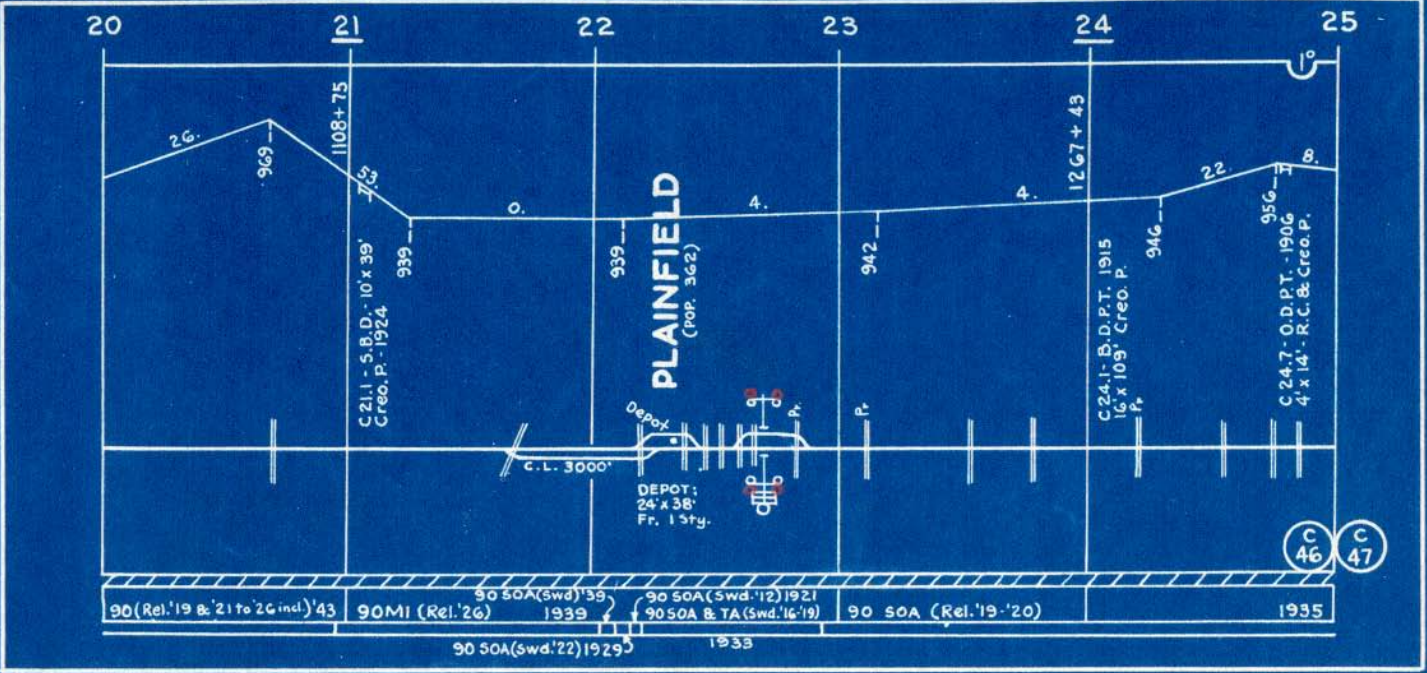 20
21
22
23
24
25
1°
26.
969
1108+75
53.
939
0.
939
4.
942
4.
1267+43
946
22.
956
8.
C 21.1 - S.B.D. - 10' x 39'
Creo. P. - 1924
PLAINFIELD
(POP. 362)
C 24.1 - B.D.P.T. 1915
16' x 109' Creo. P.
C 24.7 - O.D.P.T. - 1906
4' x 14' - R.C. & Creo. P.
Depot
Pr.
Pr.
Pr.
C.L. 3000'
DEPOT:
24' x 38'
Fr. 1 Sty.
C
46
C
47
90 (Rel.'19 & '21 to '26 incl.) '43
90MI (Rel.'26) 1939
90 SOA(Swd)'39
90 SOA(Swd.'12)1921
90 SOA & TA (Swd.'16-'19)
90 SOA (Rel.'19-'20)
1935
90 SOA(Swd.'22)1929
1933